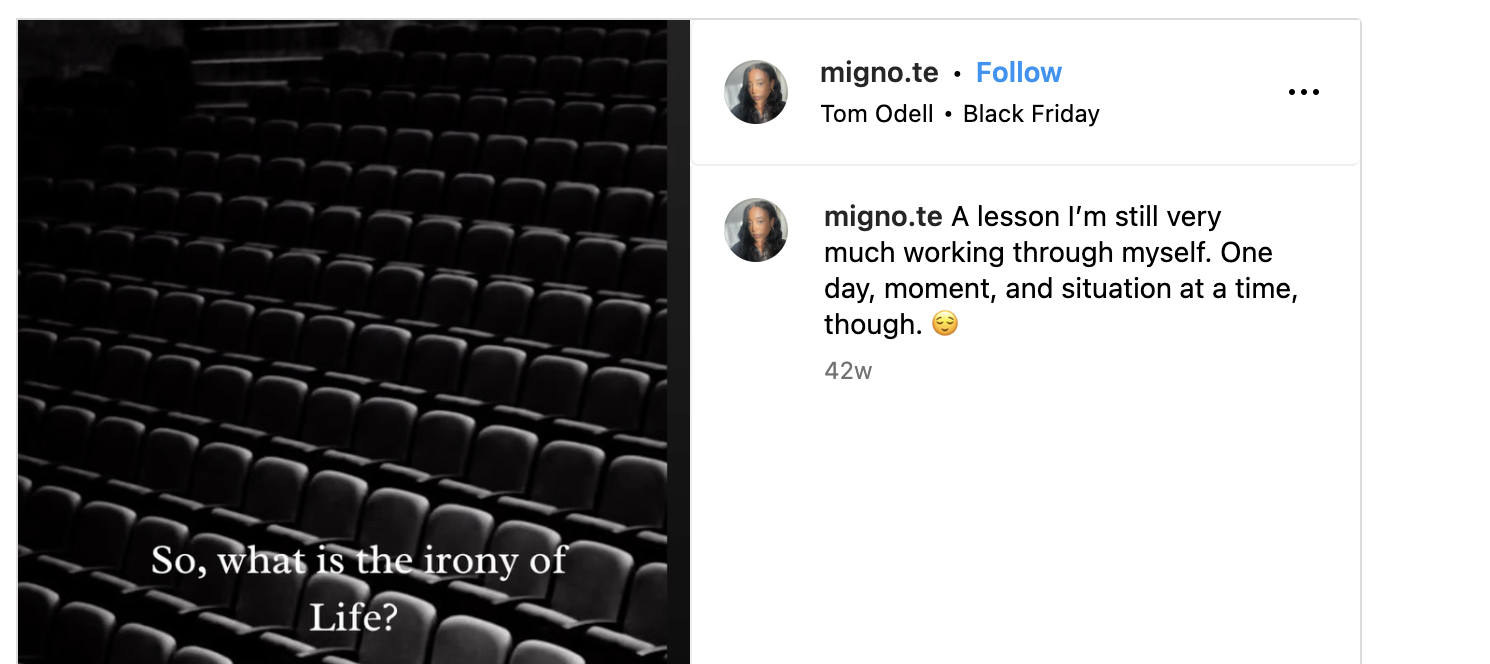 So, what is the irony of
Life?
migno.te • Follow
Tom Odell • Black Friday
migno.te A lesson I’m still very
much working through myself. One
day, moment, and situation at a time,
though. 😌
42w